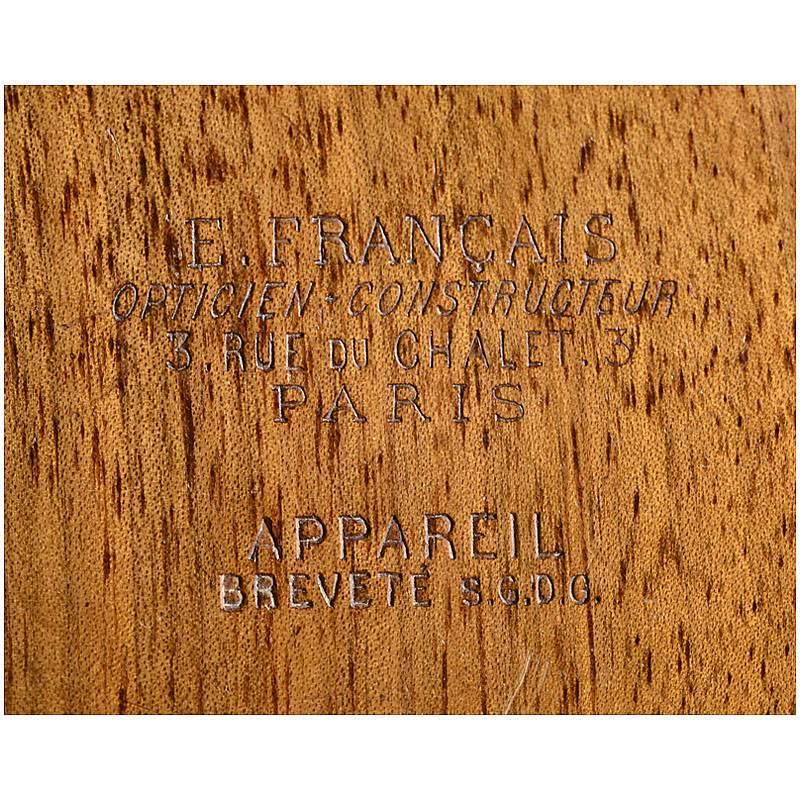 E. FRANÇAIS
OPTICIEN-CONSTRUCTEUR
3. RUE DU CHALET. 3
PARIS
APPAREIL
BREVETÉ S.G.D.G.